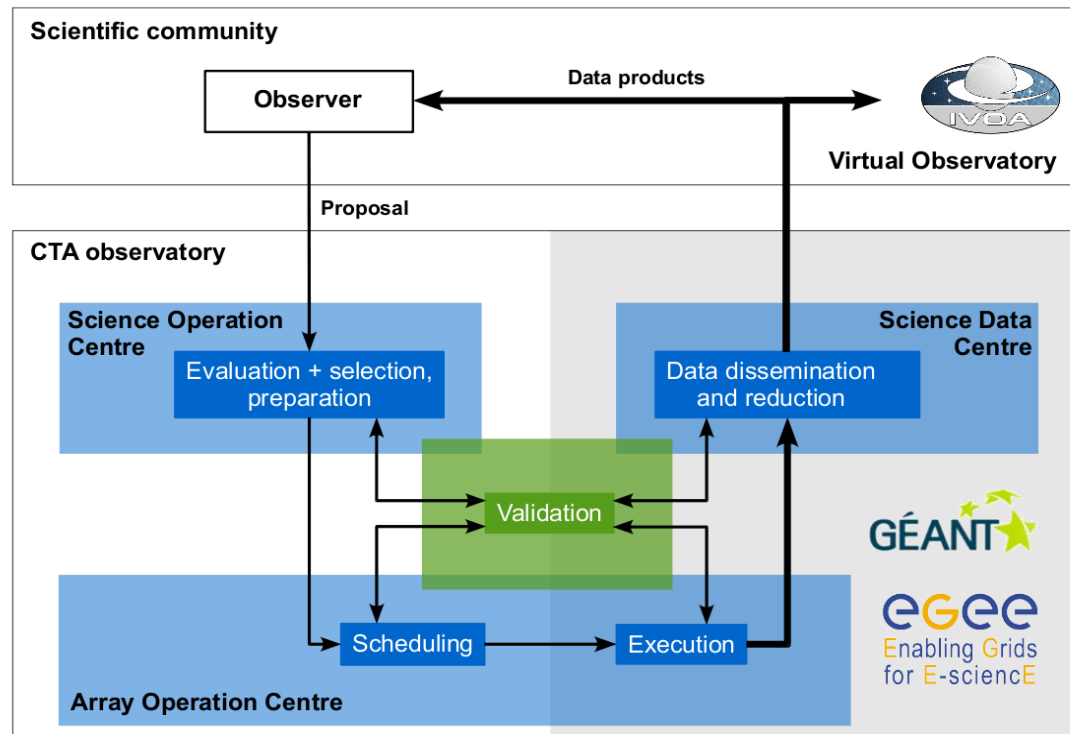 Scientific community
Observer
Data products
IVOA
Virtual Observatory
Proposal
CTA observatory
Science Operation
Centre
Evaluation + selection,
preparation
Science Data
Centre
Data dissemination
and reduction
Validation
GÉANT
Scheduling
Execution
Array Operation Centre
eGee
Enabling Grids
for E-sciencE